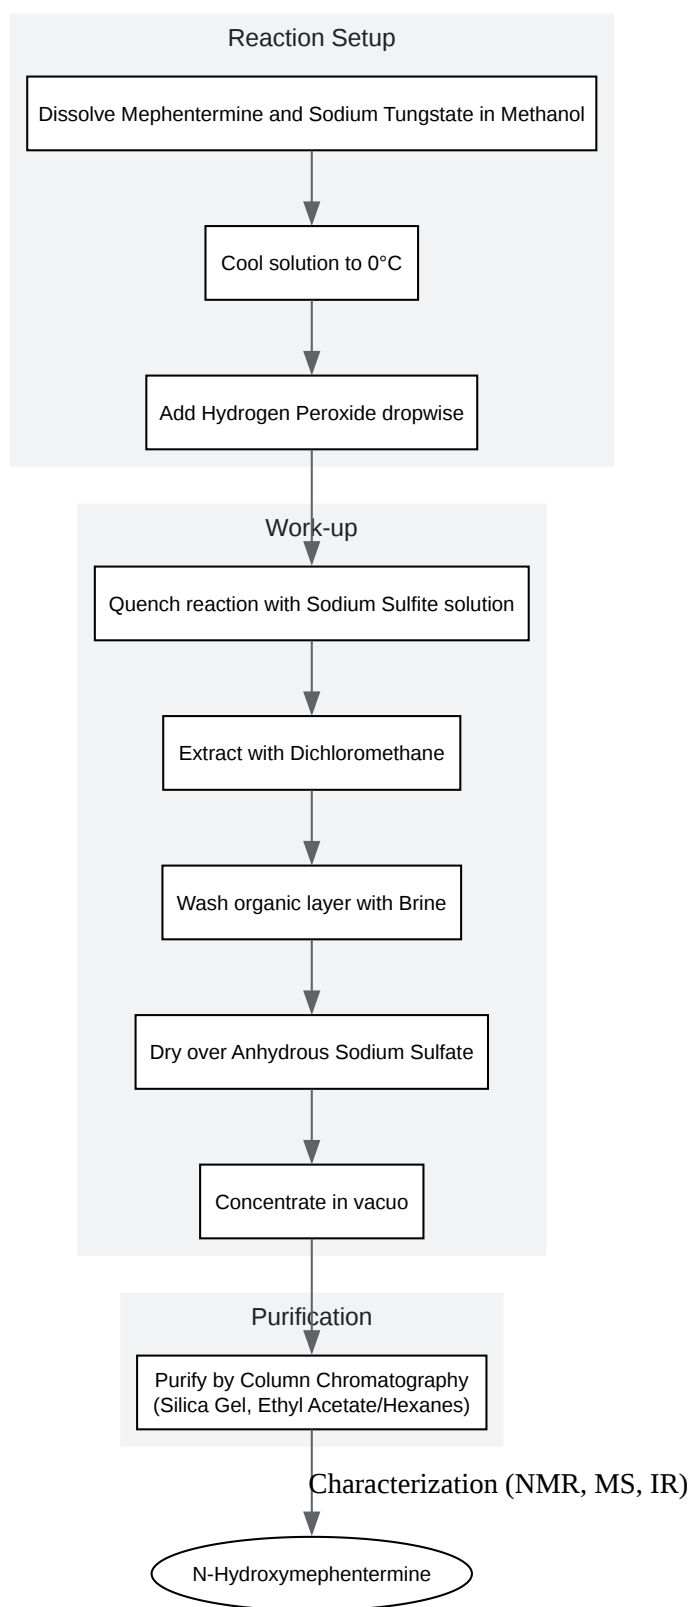 Reaction Setup
Dissolve Mephentermine and Sodium Tungstate in Methanol
Cool solution to 0°C
Add Hydrogen Peroxide dropwise
Work-up
Quench reaction with Sodium Sulfite solution
Extract with Dichloromethane
Wash organic layer with Brine
Dry over Anhydrous Sodium Sulfate
Concentrate in vacuo
Purification
Purify by Column Chromatography
(Silica Gel, Ethyl Acetate/Hexanes)
Characterization (NMR, MS, IR)
N-Hydroxymephentermine